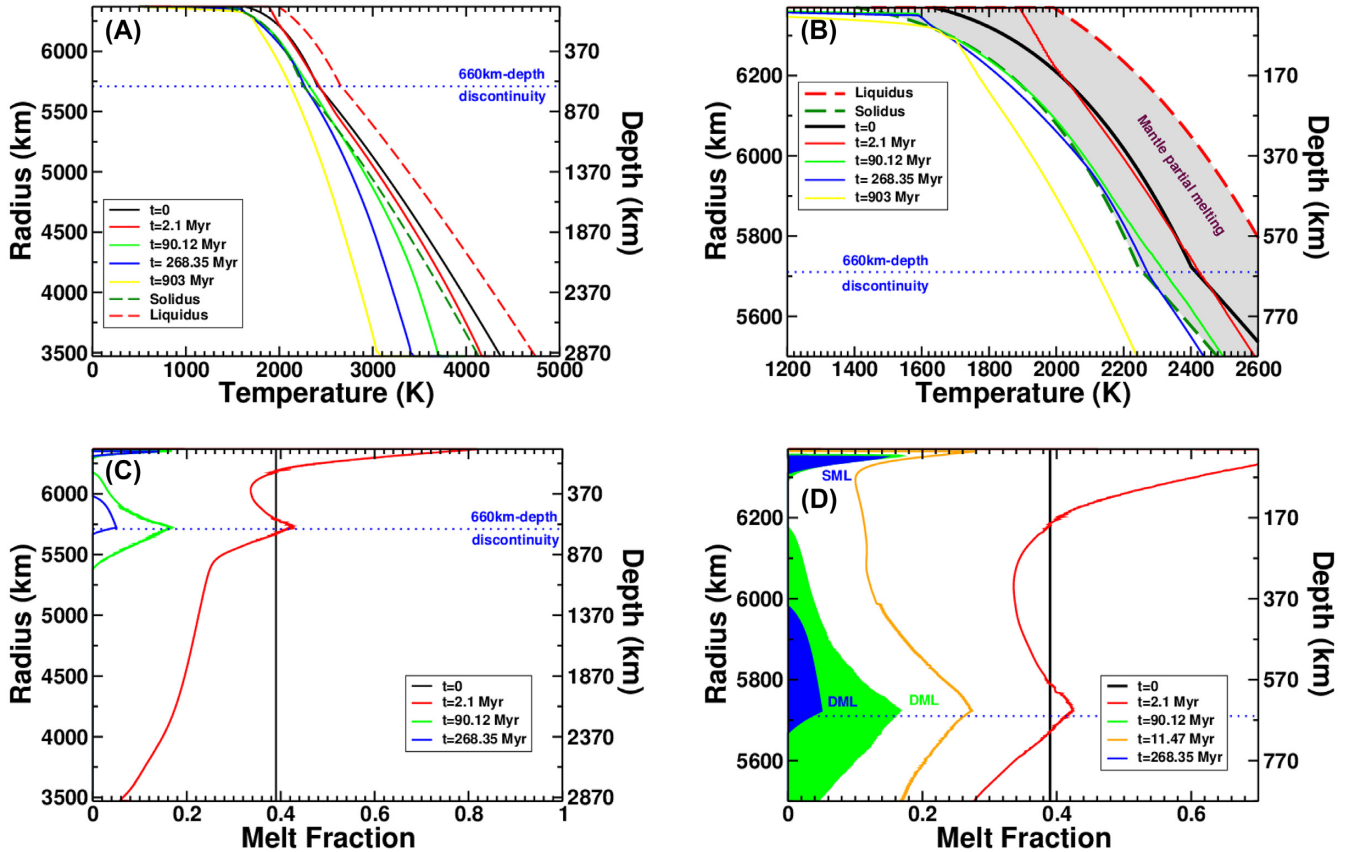 (A)
6000
5500
5000
4500
4000
3500
Radius (km)
370
870
1370
1870
2370
2870
Depth (km)
660km-depth
discontinuity
t=0
t=2.1 Myr
t=90.12 Myr
t= 268.35 Myr
t=903 Myr
Solidus
Liquidus
0
1000
2000
3000
4000
5000
Temperature (K)
(B)
6200
6000
5800
5600
Radius (km)
170
370
570
770
Depth (km)
Liquidus
Solidus
t=0
t=2.1 Myr
t=90.12 Myr
t= 268.35 Myr
t=903 Myr
Mantle partial melting
660km-depth
discontinuity
1200
1400
1600
1800
2000
2200
2400
2600
Temperature (K)
(C)
6000
5500
5000
4500
4000
3500
Radius (km)
370
870
1370
1870
2370
2870
Depth (km)
660km-depth
discontinuity
t=0
t=2.1 Myr
t=90.12 Myr
t=268.35 Myr
0
0.2
0.4
0.6
0.8
1
Melt Fraction
SML
(D)
6200
6000
5800
5600
Radius (km)
170
370
570
770
Depth (km)
DML
DML
t=0
t=2.1 Myr
t=90.12 Myr
t=11.47 Myr
t=268.35 Myr
0
0.2
0.4
0.6
Melt Fraction